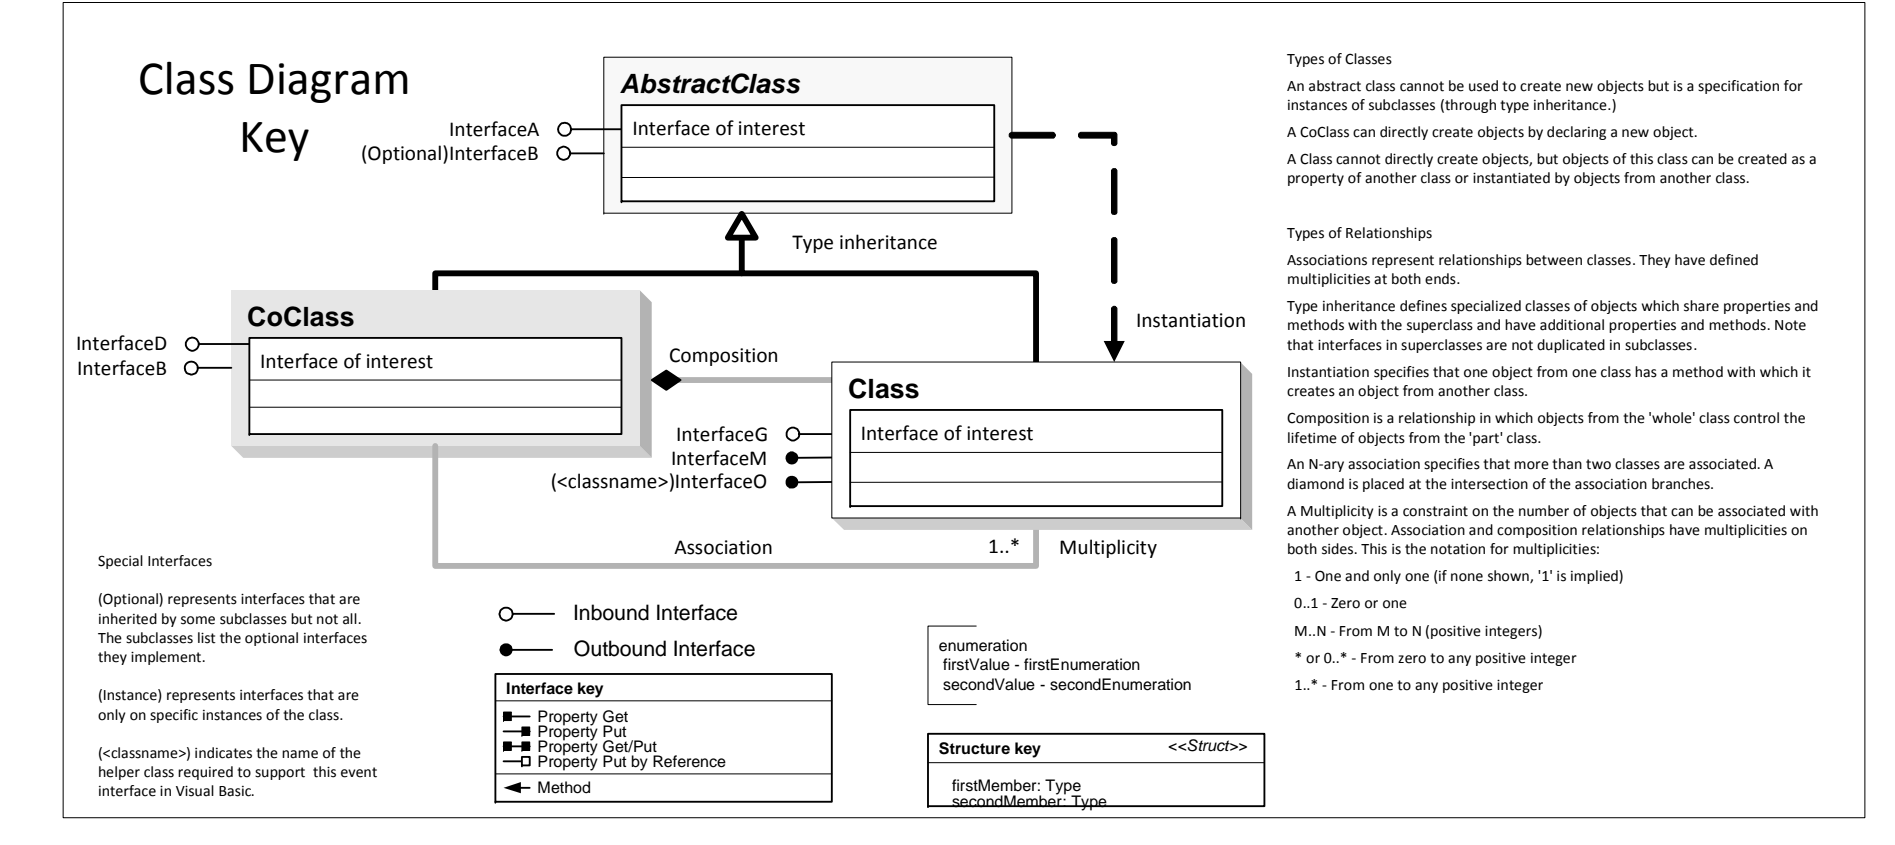 Class Diagram
Key
AbstractClass
Interface of interest
InterfaceA
(Optional)InterfaceB
Type inheritance
CoClass
Interface of interest
InterfaceD
InterfaceB
Composition
Instantiation
Class
Interface of interest
InterfaceG
InterfaceM
(<classname>)InterfaceO
Association
1..*
Multiplicity
Special Interfaces
(Optional) represents interfaces that are
inherited by some subclasses but not all.
The subclasses list the optional interfaces
they implement.
(Instance) represents interfaces that are
only on specific instances of the class.
(<classname>) indicates the name of the
helper class required to support this event
interface in Visual Basic.
Inbound Interface
Outbound Interface
Interface key
Property Get
Property Put
Property Get/Put
Property Put by Reference
Method
enumeration
firstValue - firstEnumeration
secondValue - secondEnumeration
Structure key
<<Struct>>
firstMember: Type
secondMember: Type
Types of Classes
An abstract class cannot be used to create new objects but is a specification for
instances of subclasses (through type inheritance.)
A CoClass can directly create objects by declaring a new object.
A Class cannot directly create objects, but objects of this class can be created as a
property of another class or instantiated by objects from another class.
Types of Relationships
Associations represent relationships between classes. They have defined
multiplicities at both ends.
Type inheritance defines specialized classes of objects which share properties and
methods with the superclass and have additional properties and methods. Note
that interfaces in superclasses are not duplicated in subclasses.
Instantiation specifies that one object from one class has a method with which it
creates an object from another class.
Composition is a relationship in which objects from the 'whole' class control the
lifetime of objects from the 'part' class.
An N-ary association specifies that more than two classes are associated. A
diamond is placed at the intersection of the association branches.
A Multiplicity is a constraint on the number of objects that can be associated with
another object. Association and composition relationships have multiplicities on
both sides. This is the notation for multiplicities:
1 - One and only one (if none shown, '1' is implied)
0..1 - Zero or one
M..N - From M to N (positive integers)
* or 0..* - From zero to any positive integer
1..* - From one to any positive integer